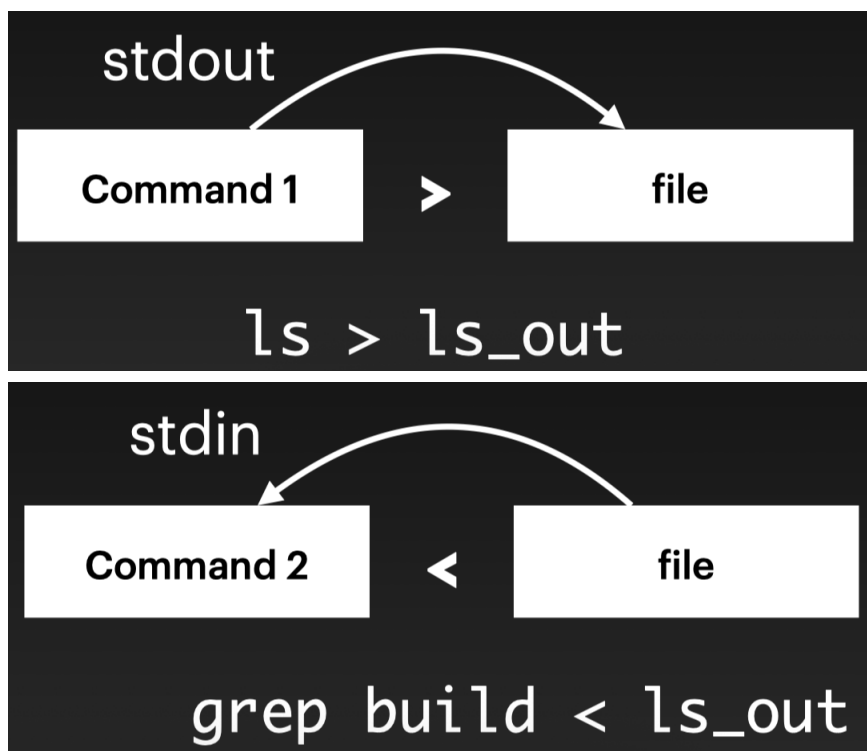 stdout
Command 1 > file
ls > ls_out
stdin
Command 2 < file
grep build < ls_out